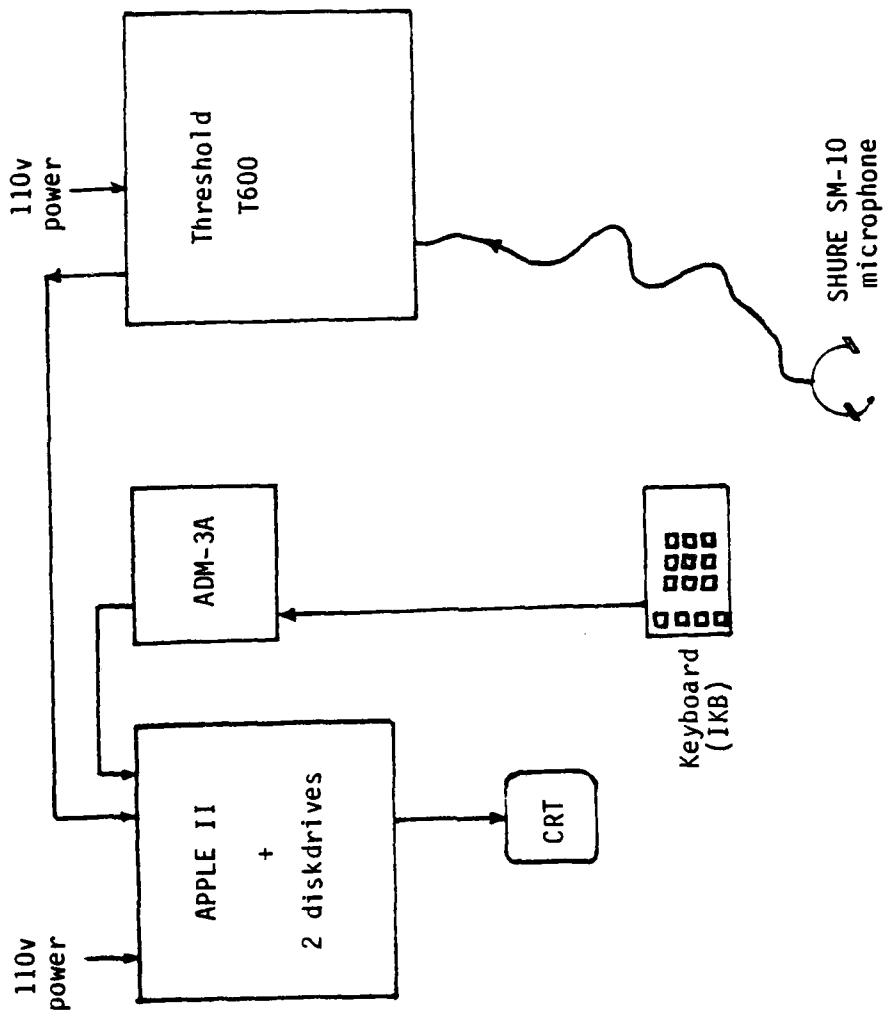 110v
power
APPLE II
+
2 diskdrives
CRT
ADM-3A
Keyboard
(IKB)
110v
power
Threshold
T600
SHURE SM-10
microphone